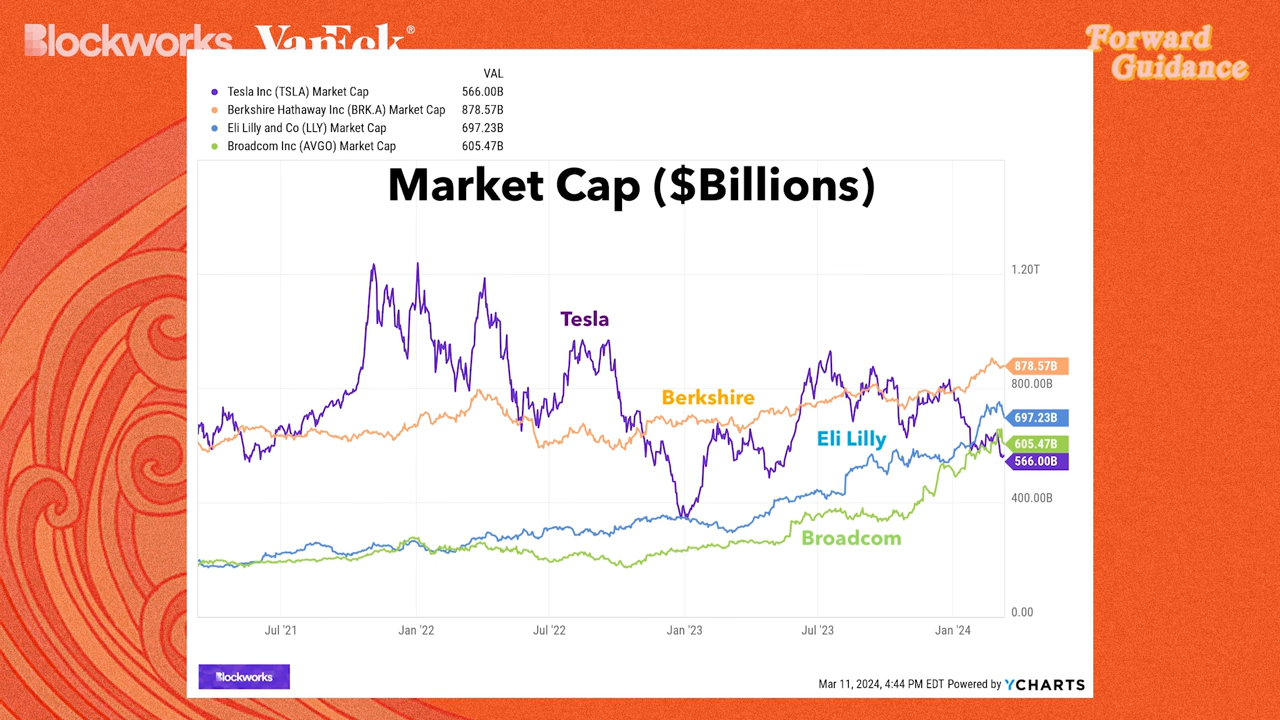 Blockworks
VanEck®
Forward
Guidance
VAL
Tesla Inc (TSLA) Market Cap 566.00B
Berkshire Hathaway Inc (BRK.A) Market Cap 878.57B
Eli Lilly and Co (LLY) Market Cap 697.23B
Broadcom Inc (AVGO) Market Cap 605.47B
Market Cap ($Billions)
1.20T
Tesla
878.57B
800.00B
Berkshire
697.23B
Eli Lilly
605.47B
566.00B
400.00B
Broadcom
0.00
Jul '21 Jan '22 Jul '22 Jan '23 Jul '23 Jan '24
Blockworks
Mar 11, 2024, 4:44 PM EDT Powered by YCHARTS